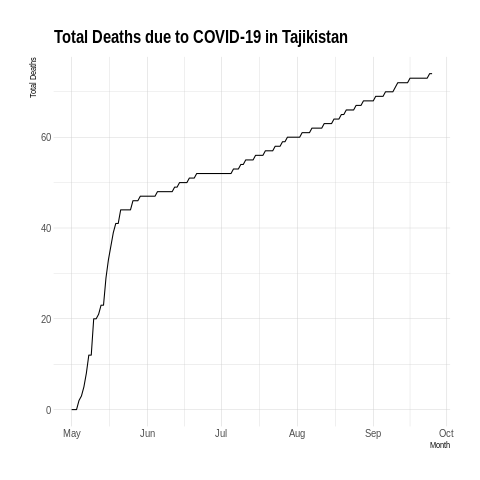 Total Deaths due to COVID-19 in Tajikistan
Total Deaths
60
40
20
0
May Jun Jul Aug Sep Oct
Month